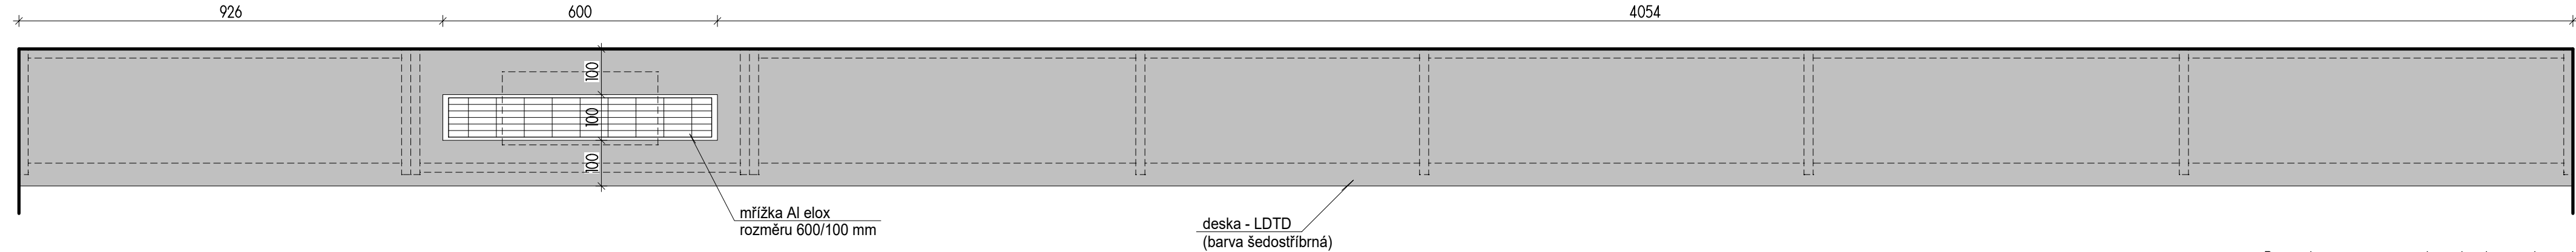 926
600
4054
100
100
100
mřížka Al elox
rozměru 600/100 mm
deska - LDTD
(barva šedostříbrná)